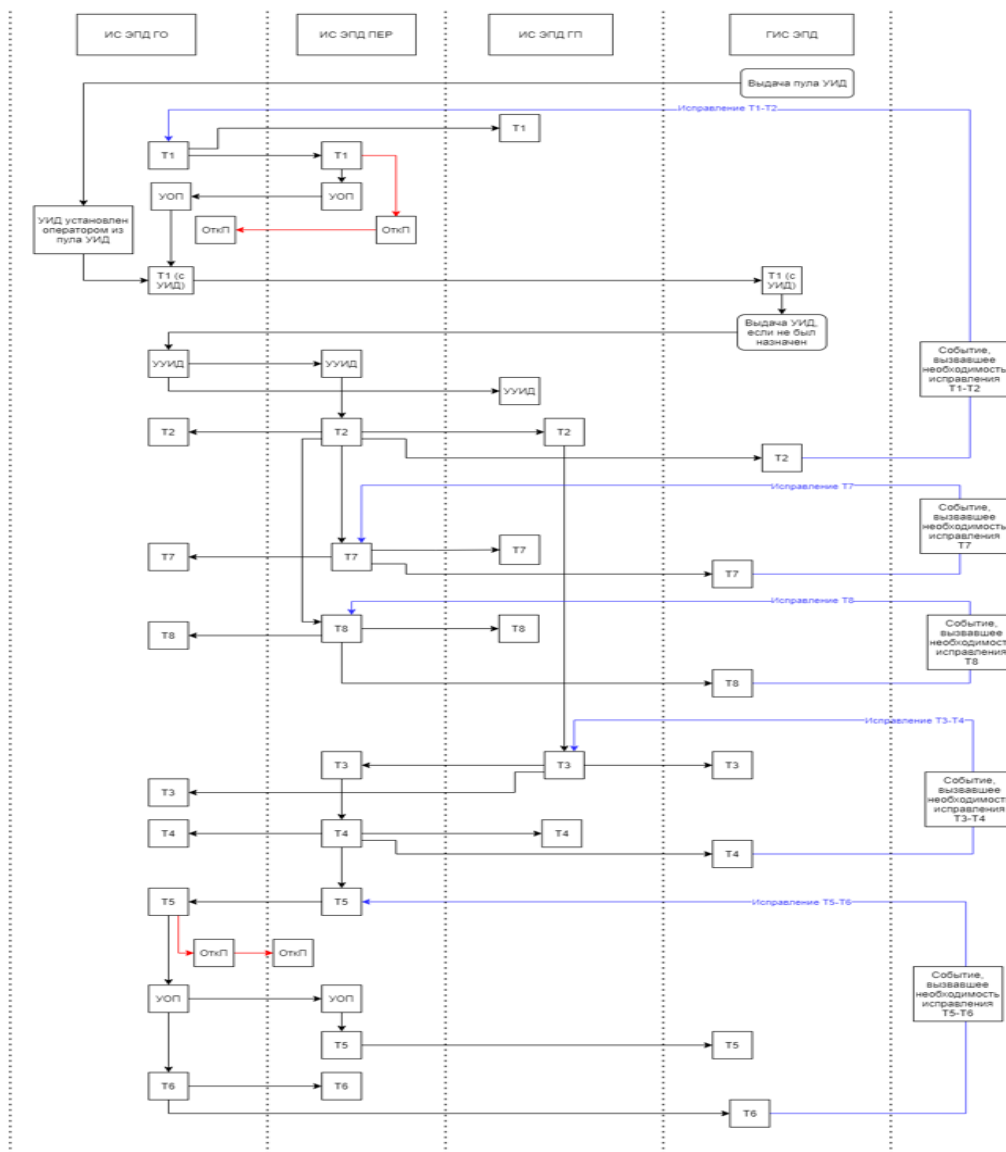 ИС ЭПД ГО
ИС ЭПД ПЕР
ИС ЭПД ГП
ГИС ЭПД
Выдача пула УИД
Исправление Т1-Т2
Т1
Т1
Т1
УОП
УОП
УИД установлен
оператором из
пула УИД
ОткП
ОткП
Т1 (с
УИД)
Т1 (с
УИД)
Выдача УИД,
если не был
назначен
УУИД
УУИД
УУИД
Событие,
вызвавшее
необходимость
исправления
Т1-Т2
Т2
Т2
Т2
Т2
Исправление Т7
Событие,
вызвавшее
необходимость
исправления
Т7
Т7
Т7
Т7
Т7
Исправление Т8
Событие,
вызвавшее
необходимость
исправления
Т8
Т8
Т8
Т8
Т8
Исправление Т3-Т4
Т3
Т3
Т3
Т3
Событие,
вызвавшее
необходимость
исправления
Т3-Т4
Т4
Т4
Т4
Т4
Т5
Т5
Исправление Т5-Т6
ОткП
ОткП
УОП
УОП
Событие,
вызвавшее
необходимость
исправления
Т5-Т6
Т5
Т5
Т6
Т6
Т6